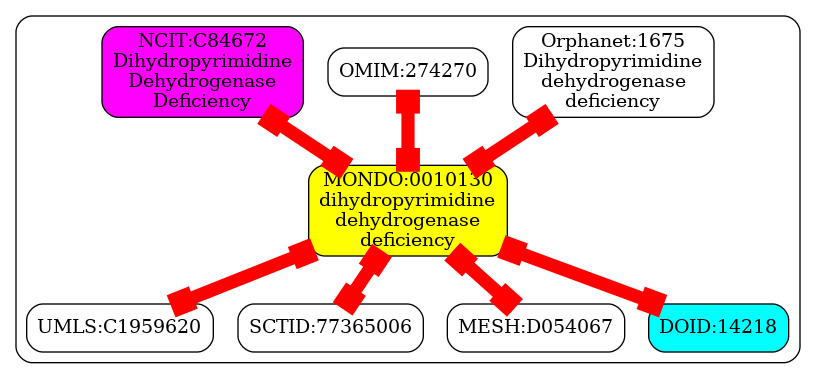 NCIT:C84672
Dihydropyrimidine
Dehydrogenase
Deficiency
OMIM:274270
Orphanet:1675
Dihydropyrimidine
dehydrogenase
deficiency
MONDO:0010130
dihydropyrimidine
dehydrogenase
deficiency
UMLS:C1959620
SCTID:77365006
MESH:D054067
DOID:14218